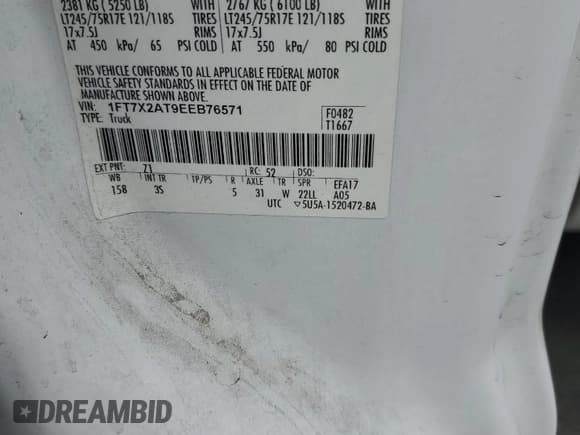 2381 KG ( 5250 LB) WITH 2767 KG ( 6100 LB) WITH
LT245/75R17E 121/118S TIRES LT245/75R17E 121/118S TIRES
17x7.5J RIMS 17x7.5J RIMS
AT 450 kPa/ 65 PSI COLD AT 550 kPa/ 80 PSI COLD
THIS VEHICLE CONFORMS TO ALL APPLICABLE FEDERAL MOTOR
VEHICLE SAFETY STANDARDS IN EFFECT ON THE DATE OF
MANUFACTURE SHOWN ABOVE.
VIN: 1FT7X2AT9EEB76571 F0482
TYPE: Truck T1667
EXT PNT: 71 RC: 52 DSO:
WB INT TR TP/PS R AXLE TR SPR EFA17
158 3S 5 31 W 22LL A05
UTC ▽5U5A-1520472-BA
DREAMBID